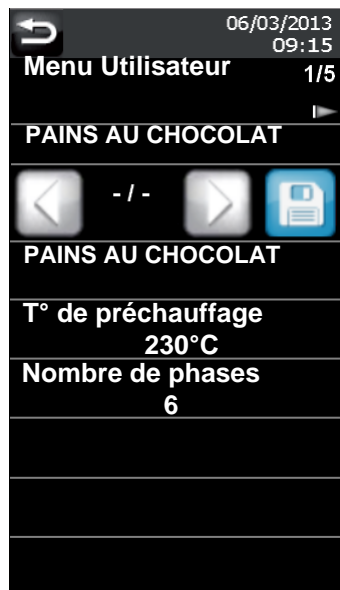 06/03/2013
09:15
Menu Utilisateur 1/5
PAINS AU CHOCOLAT
- / -
PAINS AU CHOCOLAT
T° de préchauffage
230°C
Nombre de phases
6